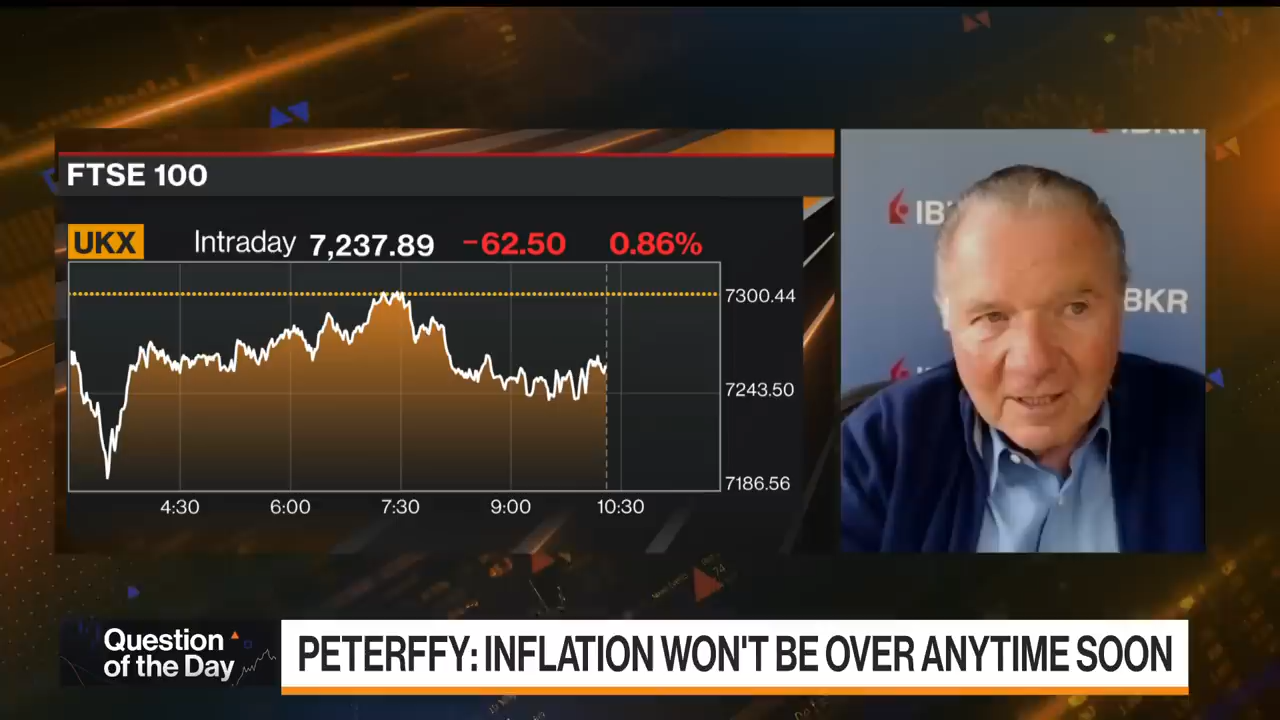 IBKR
FTSE 100
UKX Intraday 7,237.89 -62.50 0.86%
IB
7300.44
BKR
7243.50
7186.56
4:30 6:00 7:30 9:00 10:30
Question
of the Day
PETERFFY: INFLATION WON'T BE OVER ANYTIME SOON